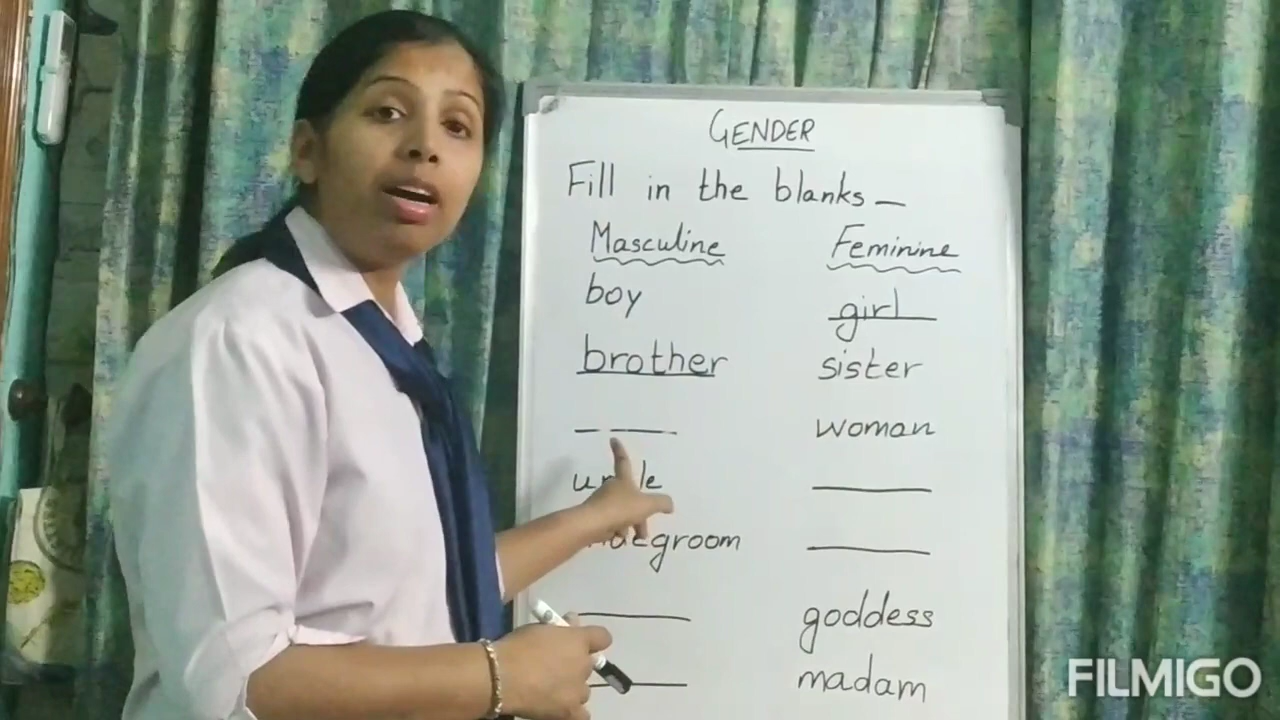 GENDER
Fill in the blanks —
Masculine Feminine
boy girl
brother sister
woman
goddess
madam
FILMIGO